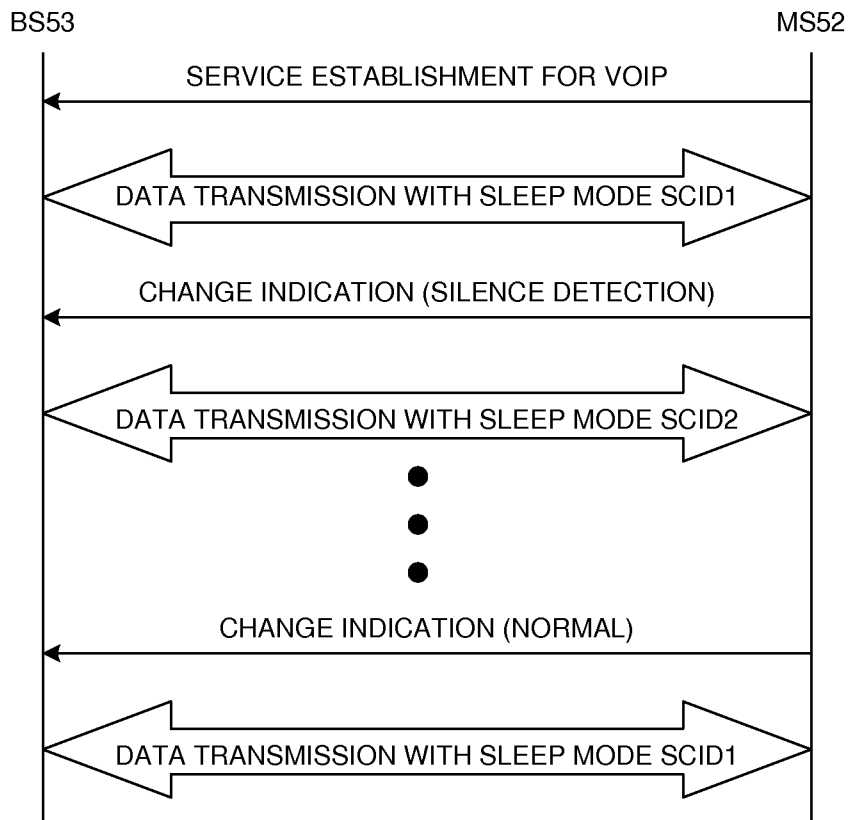 BS53
MS52
SERVICE ESTABLISHMENT FOR VOIP
DATA TRANSMISSION WITH SLEEP MODE SCID1
CHANGE INDICATION (SILENCE DETECTION)
DATA TRANSMISSION WITH SLEEP MODE SCID2
CHANGE INDICATION (NORMAL)
DATA TRANSMISSION WITH SLEEP MODE SCID1